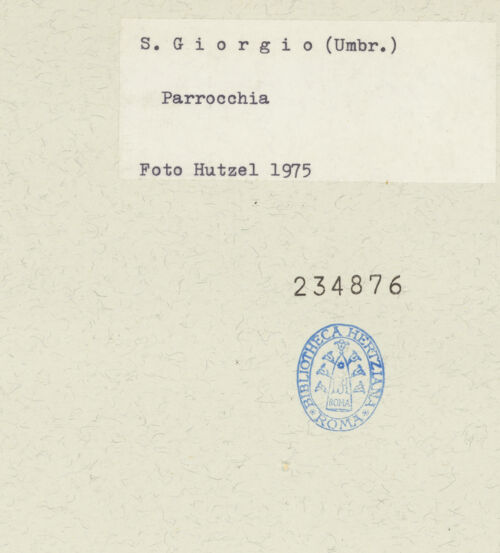 S. G i o r g i o (Umbr.)
Parrocchia
Foto Hutzel 1975
234876
BIBLIOTHECA HERTZIANA
ROMA
ROMA